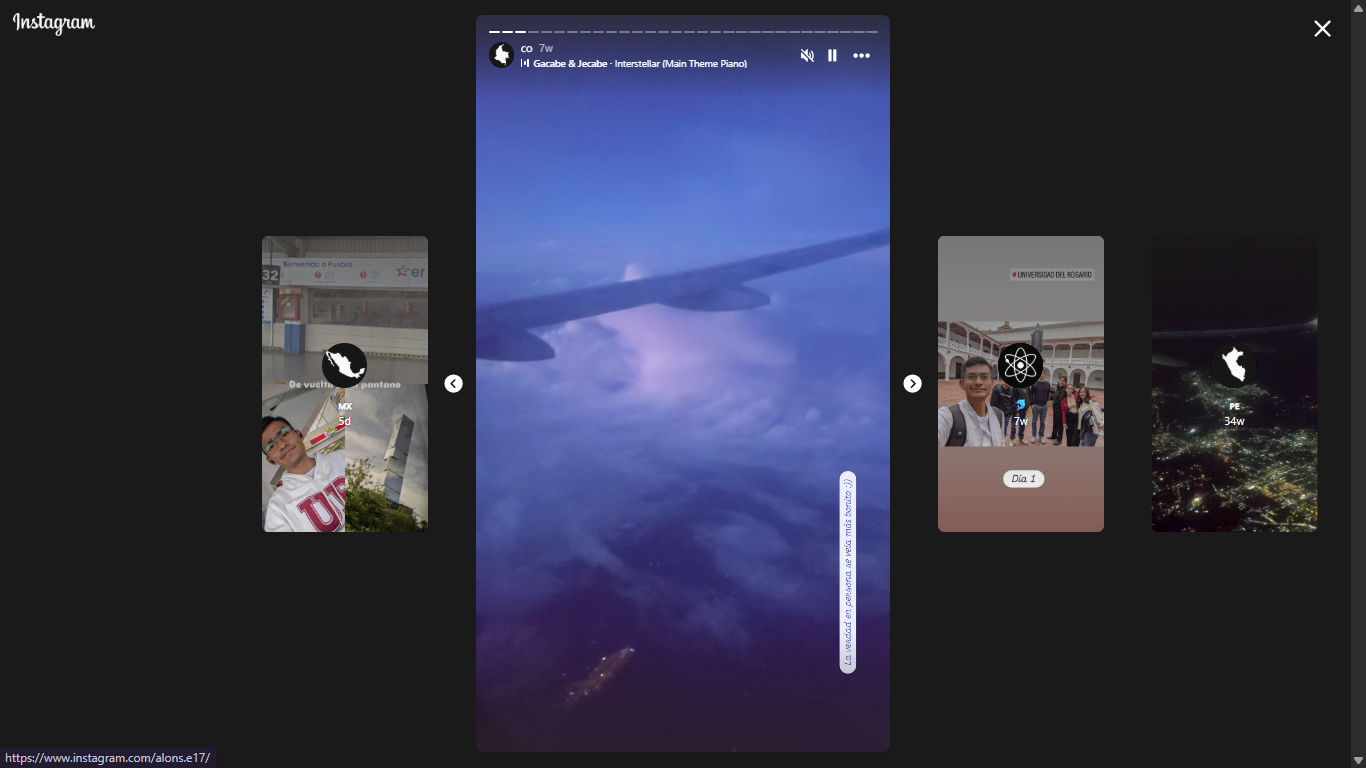 Instagram
co 7w
Gacabe & Jecabe · Interstellar (Main Theme Piano)
La verdad en persona se veía más bonito :))
32
Bienvenido a Puebla
er
De vuelta
pantano
MX
5d
UNIVERSIDAD DEL ROSARIO
7w
Día 1
PE
34w
https://www.instagram.com/alons.e17/